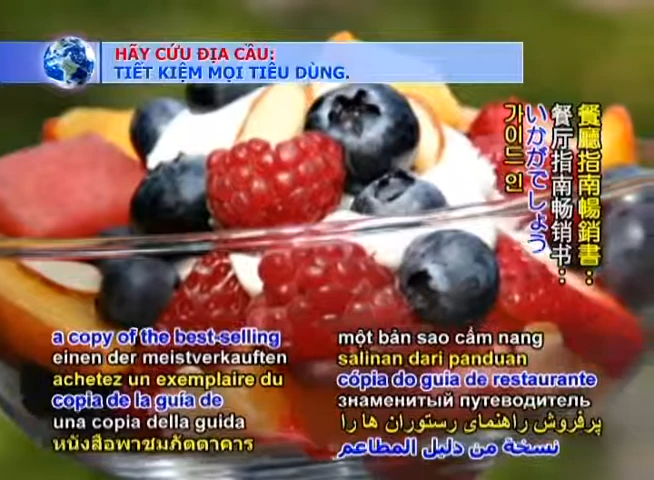 HÃY CỨU ĐỊA CẦU:
TIẾT KIỆM MỌI TIÊU DÙNG.
餐廳指南暢銷書:
餐厅指南畅销书:
いかがでしょう
가이드 인
a copy of the best-selling
einen der meistverkauften
achetez un exemplaire du
copia de la guía de
una copia della guida
หนังสือพาชมภัตตาคาร
một bản sao cẩm nang
salinan dari panduan
cópia do guia de restaurante
знаменитый путеводитель
پرفروش راهنمای رستوران ها را
نسخة من دليل المطاعم